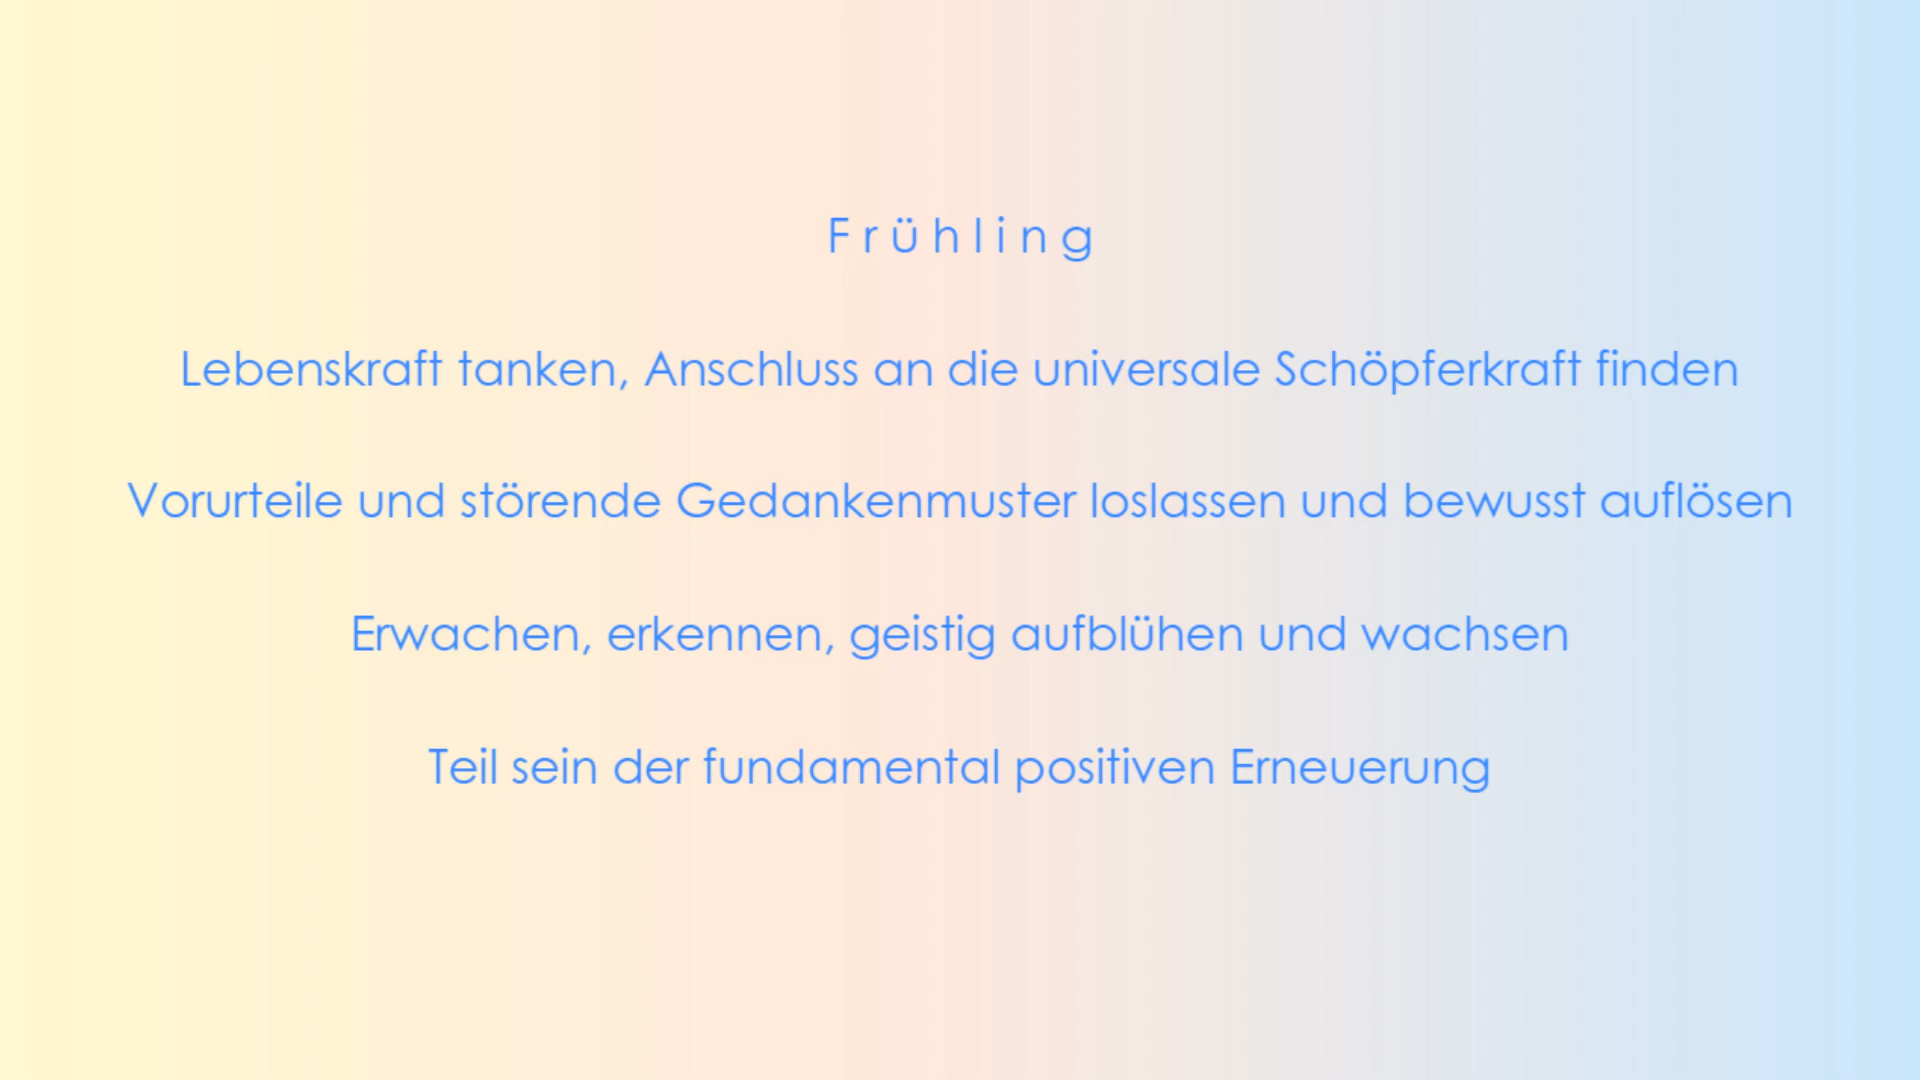 Frühling
Lebenskraft tanken, Anschluss an die universale Schöpferkraft finden
Vorurteile und störende Gedankenmuster loslassen und bewusst auflösen
Erwachen, erkennen, geistig aufblühen und wachsen
Teil sein der fundamental positiven Erneuerung